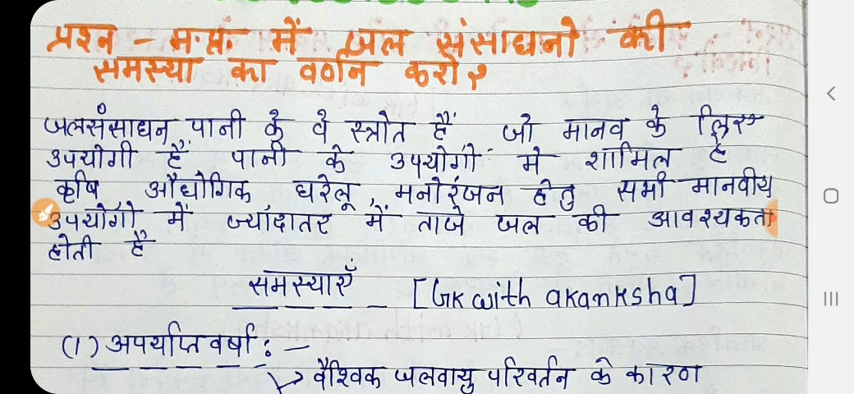 प्रश्न - म.प्र. में जल संसाधनो की
समस्या का वर्णन करो?
जलसंसाधन पानी के वे स्त्रोत हैं जो मानव के लिए
उपयोगी हैं पानी के उपयोगों में शामिल है
कृषि औद्योगिक घरेलू, मनोरंजन हेतु सभी मानवीय
उपयोगो में ज्यादातर में ताजे जल की आवश्यकता
होती है
समस्याएँ [Gk with akanksha]
(1) अपर्याप्त वर्षा : -
वैश्विक जलवायु परिवर्तन के कारण